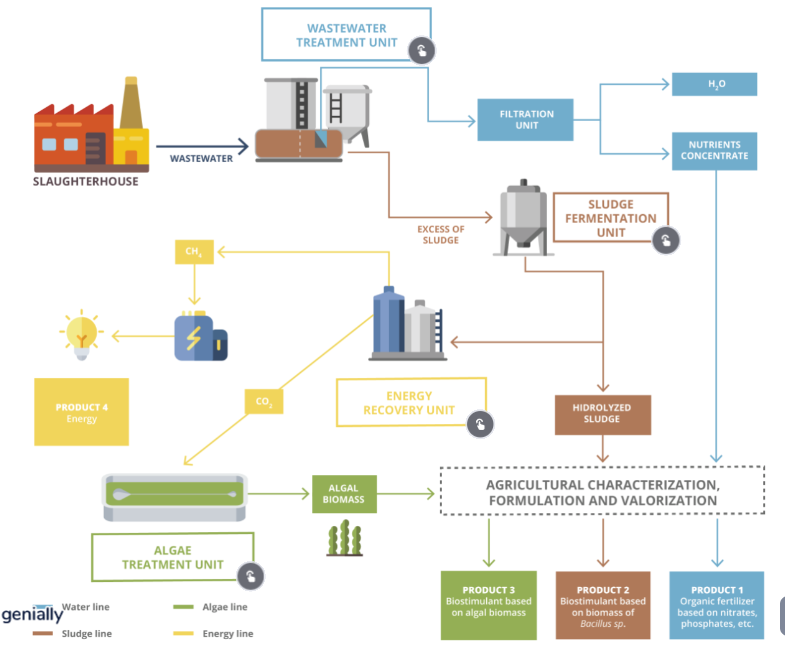 WASTEWATER
TREATMENT UNIT
H₂O
FILTRATION
UNIT
NUTRIENTS
CONCENTRATE
WASTEWATER
SLAUGHTERHOUSE
SLUDGE
FERMENTATION
UNIT
EXCESS OF
SLUDGE
CH₄
PRODUCT 4
Energy
CO₂
ENERGY
RECOVERY UNIT
HIDROLYZED
SLUDGE
ALGAL
BIOMASS
AGRICULTURAL CHARACTERIZATION,
FORMULATION AND VALORIZATION
ALGAE
TREATMENT UNIT
PRODUCT 3
Biostimulant based
on algal biomass
PRODUCT 2
Biostimulant based
on biomass of
Bacillus sp.
PRODUCT 1
Organic fertilizer
based on nitrates,
phosphates, etc.
genially
Water line
Algae line
Sludge line
Energy line